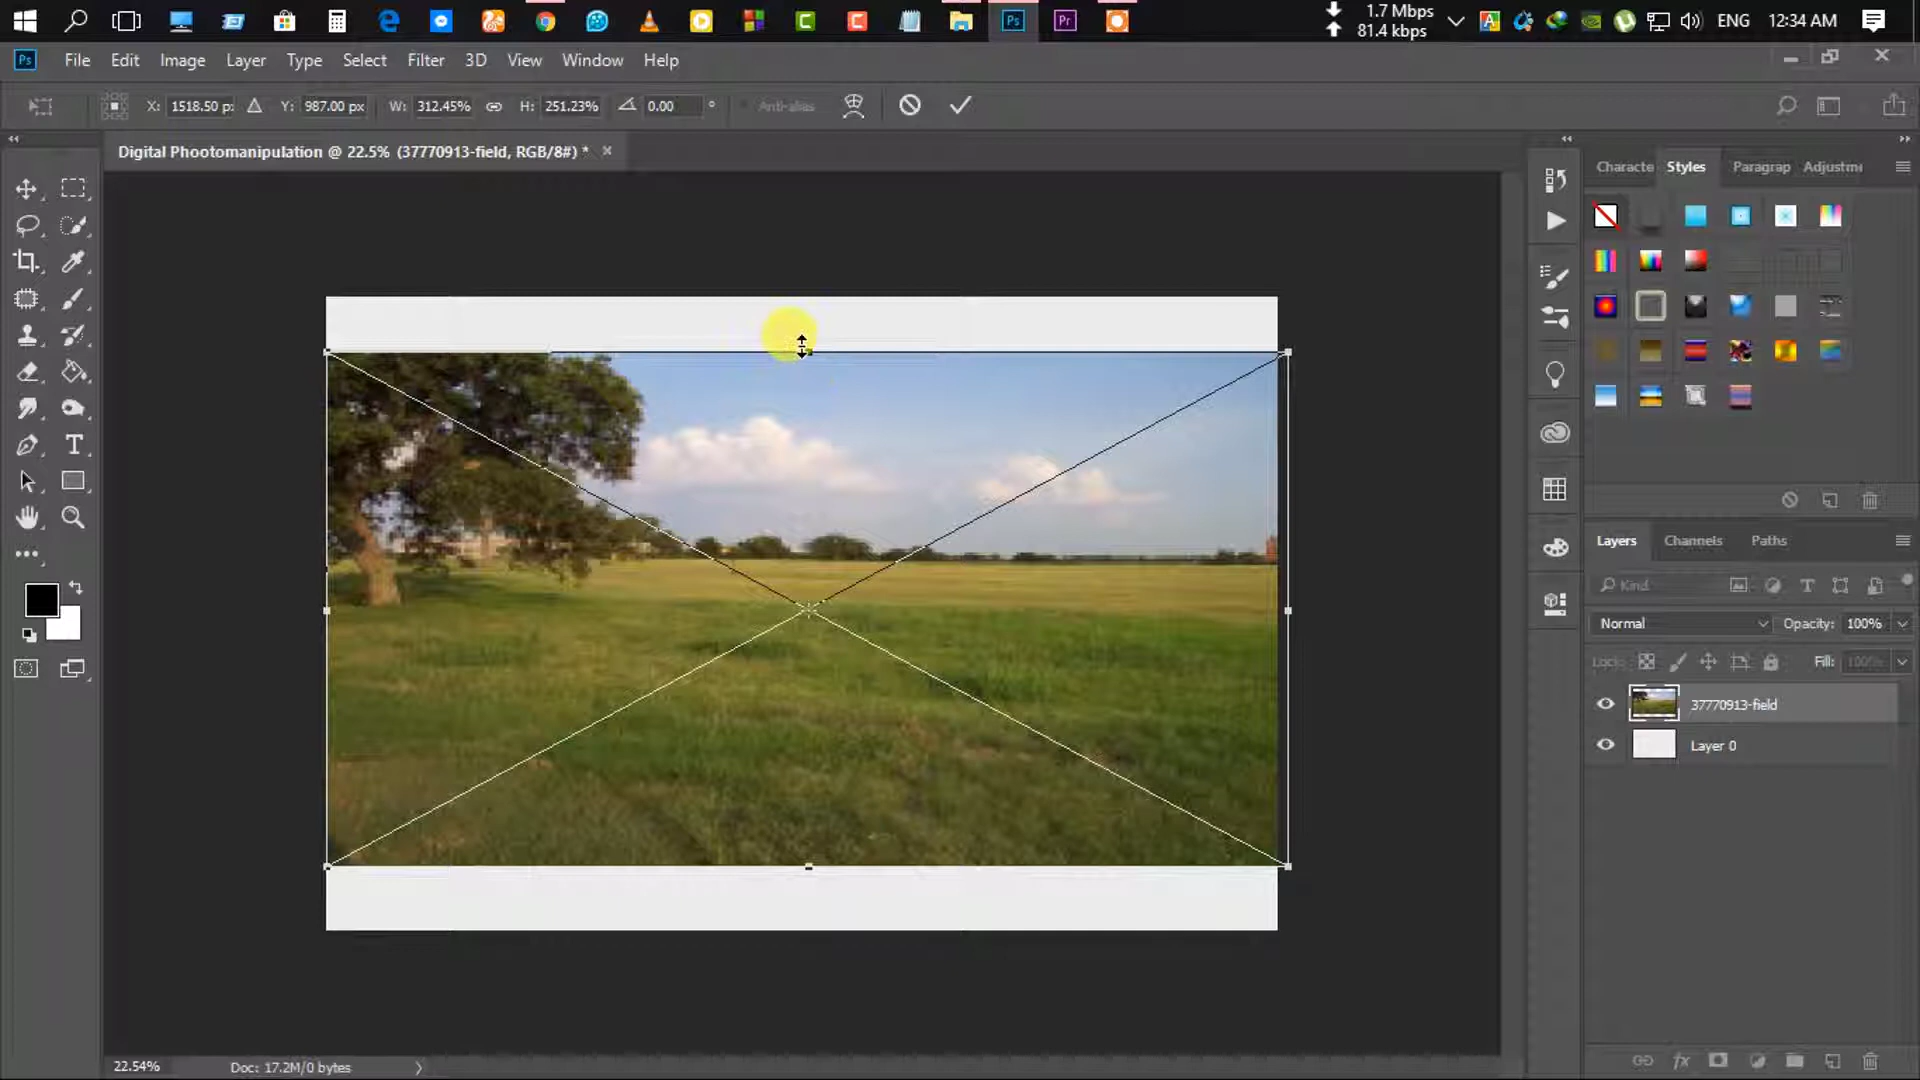 1.7 Mbps
81.4 kbps
ENG
12:34 AM
Ps
Pr
Ps
File
Edit
Image
Layer
Type
Select
Filter
3D
View
Window
Help
X:
1518.50 p:
Y:
987.00 px
W:
312.45%
H:
251.23%
0.00
°
Anti-alias
Digital Phootomanipulation @ 22.5% (37770913-field, RGB/8#) *
T
Characte
Styles
Paragrap
Adjustm
Layers
Channels
Paths
Kind
Normal
Opacity:
100%
Lock:
Fill:
100%
37770913-field
Layer 0
fx
22.54%
Doc: 17.2M/0 bytes